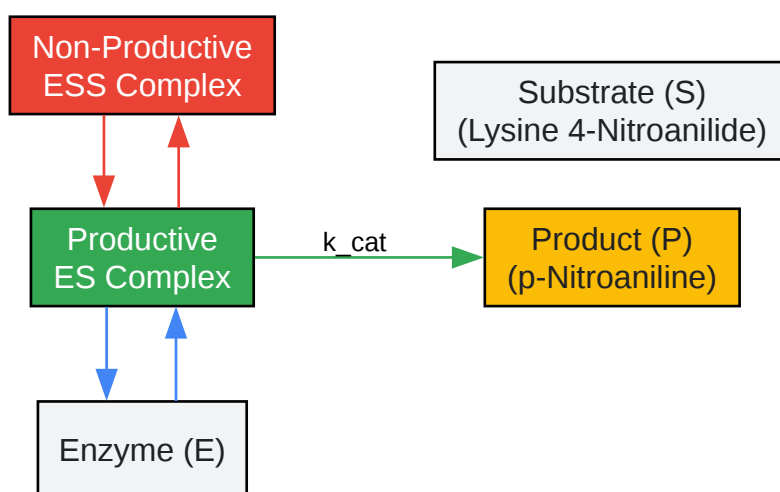 Non-Productive
ESS Complex
Substrate (S)
(Lysine 4-Nitroanilide)
Productive
ES Complex
k_cat
Product (P)
(p-Nitroaniline)
Enzyme (E)